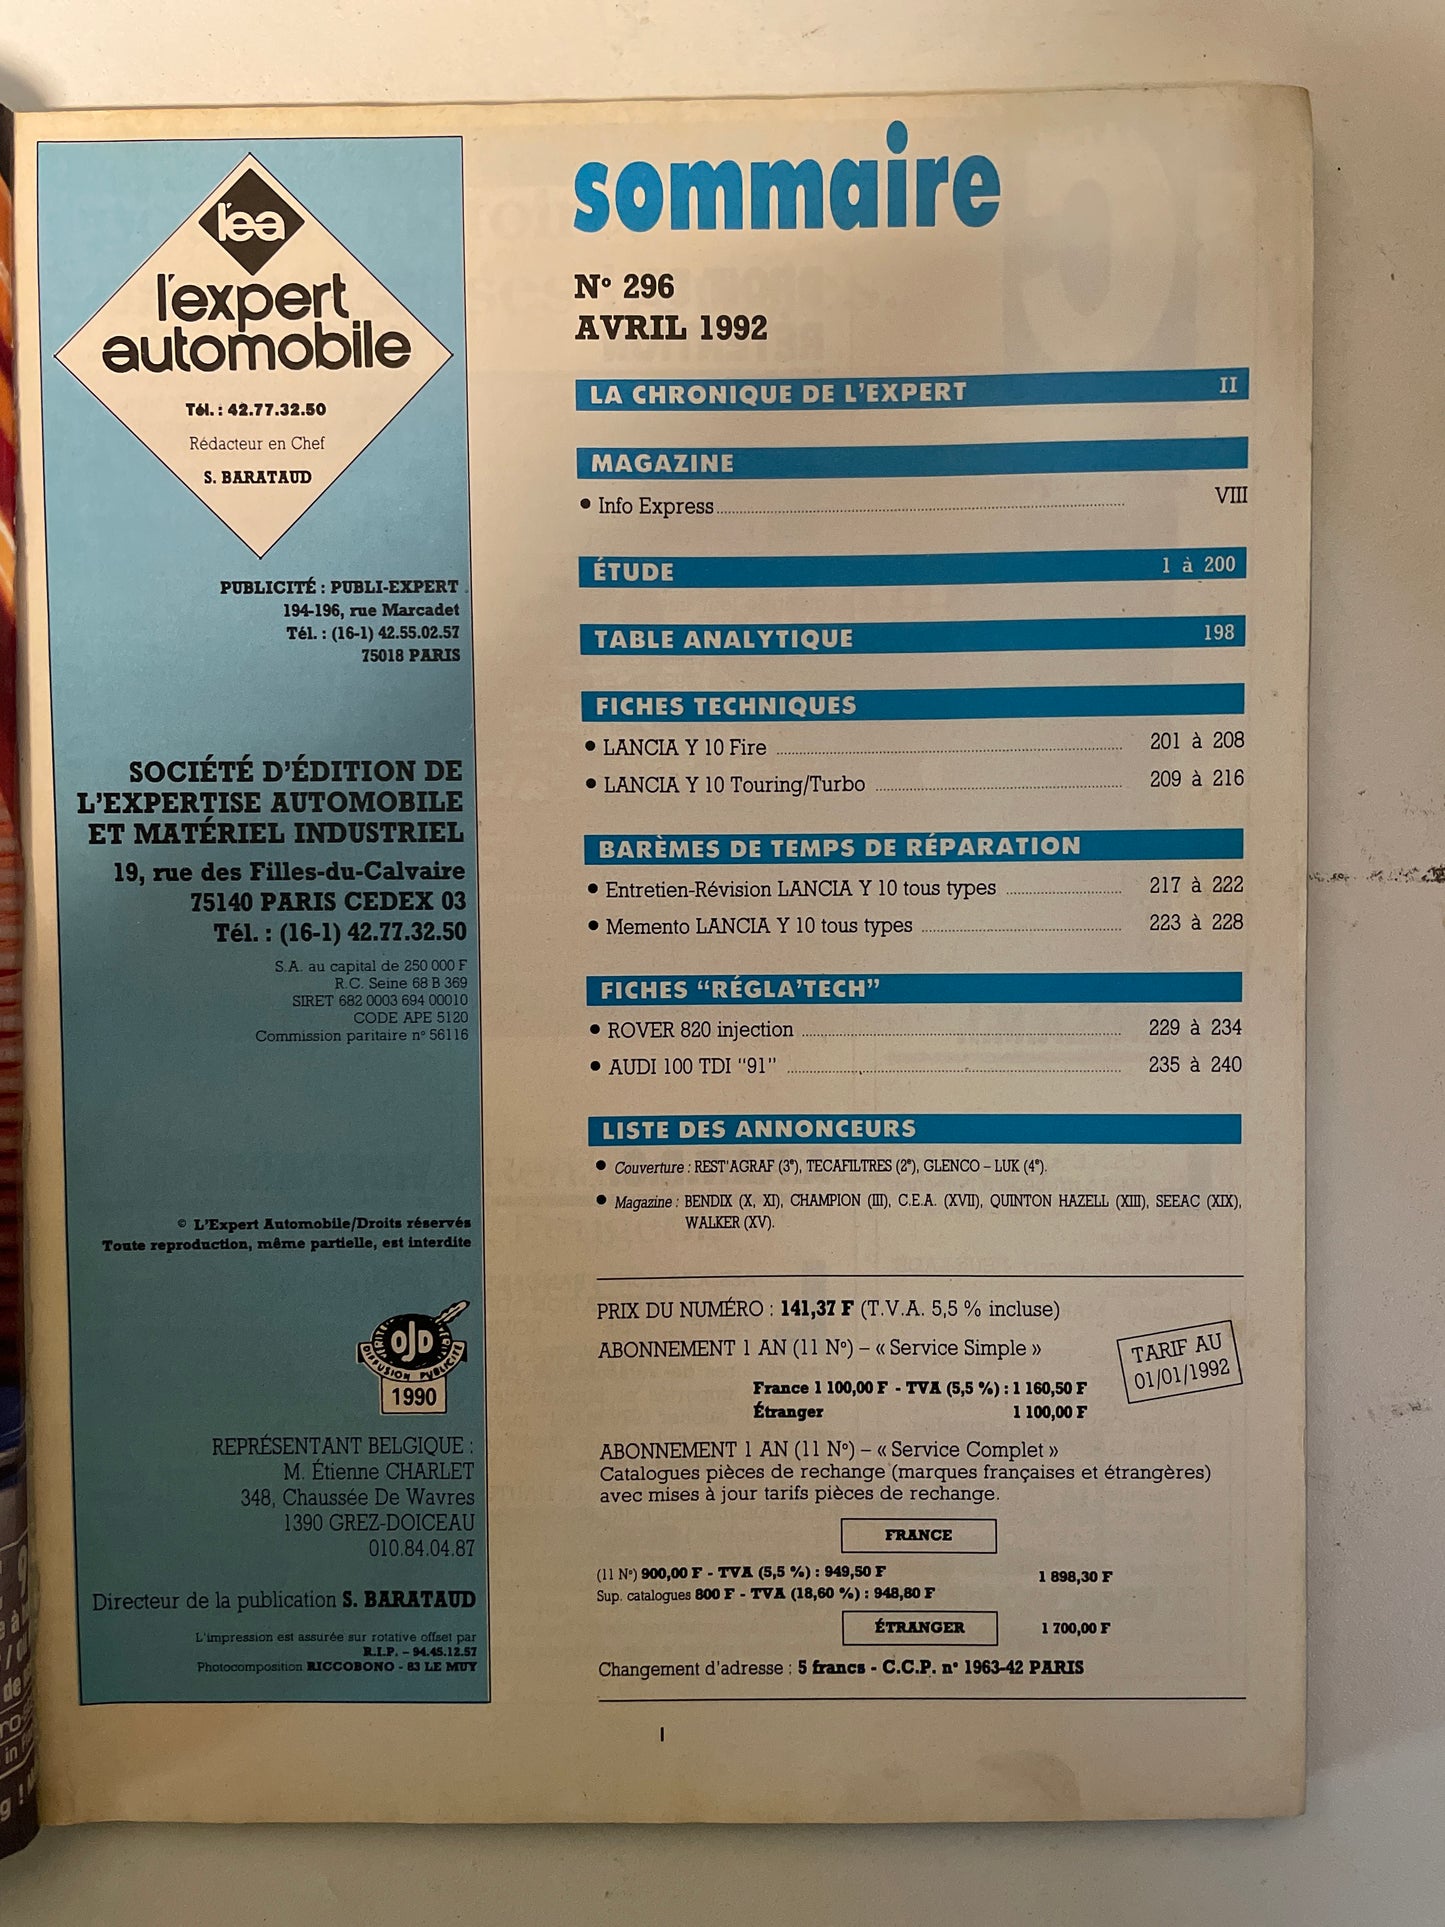 l'ea
l'expert
automobile
Tél. : 42.77.32.50
Rédacteur en Chef
S. BARATAUD
PUBLICITÉ : PUBLI-EXPERT
194-196, rue Marcadet
Tél. : (16-1) 42.55.02.57
75018 PARIS
SOCIÉTÉ D'ÉDITION DE
L'EXPERTISE AUTOMOBILE
ET MATÉRIEL INDUSTRIEL
19, rue des Filles-du-Calvaire
75140 PARIS CEDEX 03
Tél. : (16-1) 42.77.32.50
S.A. au capital de 250 000 F
R.C. Seine 68 B 369
SIRET 682 0003 694 00010
CODE APE 5120
Commission paritaire n° 56116
© L'Expert Automobile/Droits réservés
Toute reproduction, même partielle, est interdite
OJD
DIFFUSION PUBLICITÉ
1990
REPRÉSENTANT BELGIQUE :
M. Étienne CHARLET
348, Chaussée De Wavres
1390 GREZ-DOICEAU
010.84.04.87
Directeur de la publication S. BARATAUD
L'impression est assurée sur rotative offset par
R.I.P. - 94.45.12.57
Photocomposition RICCOBONO - 83 LE MUY
sommaire
N° 296
AVRIL 1992
LA CHRONIQUE DE L'EXPERT II
MAGAZINE
• Info Express VIII
ÉTUDE 1 à 200
TABLE ANALYTIQUE 198
FICHES TECHNIQUES
• LANCIA Y 10 Fire 201 à 208
• LANCIA Y 10 Touring/Turbo 209 à 216
BARÈMES DE TEMPS DE RÉPARATION
• Entretien-Révision LANCIA Y 10 tous types 217 à 222
• Memento LANCIA Y 10 tous types 223 à 228
FICHES “RÉGLA'TECH”
• ROVER 820 injection 229 à 234
• AUDI 100 TDI “91” 235 à 240
LISTE DES ANNONCEURS
• Couverture : REST'AGRAF (3e), TECAFILTRES (2e), GLENCO – LUK (4e).
• Magazine : BENDIX (X, XI), CHAMPION (III), C.E.A. (XVII), QUINTON HAZELL (XIII), SEEAC (XIX),
WALKER (XV).
PRIX DU NUMÉRO : 141,37 F (T.V.A. 5,5 % incluse)
ABONNEMENT 1 AN (11 N°) – « Service Simple »
TARIF AU
01/01/1992
France 1 100,00 F - TVA (5,5 %) : 1 160,50 F
Étranger 1 100,00 F
ABONNEMENT 1 AN (11 N°) – « Service Complet »
Catalogues pièces de rechange (marques françaises et étrangères)
avec mises à jour tarifs pièces de rechange.
FRANCE
(11 N°) 900,00 F - TVA (5,5 %) : 949,50 F
1 898,30 F
Sup. catalogues 800 F - TVA (18,60 %) : 948,80 F
ÉTRANGER 1 700,00 F
Changement d'adresse : 5 francs - C.C.P. n° 1963-42 PARIS
I